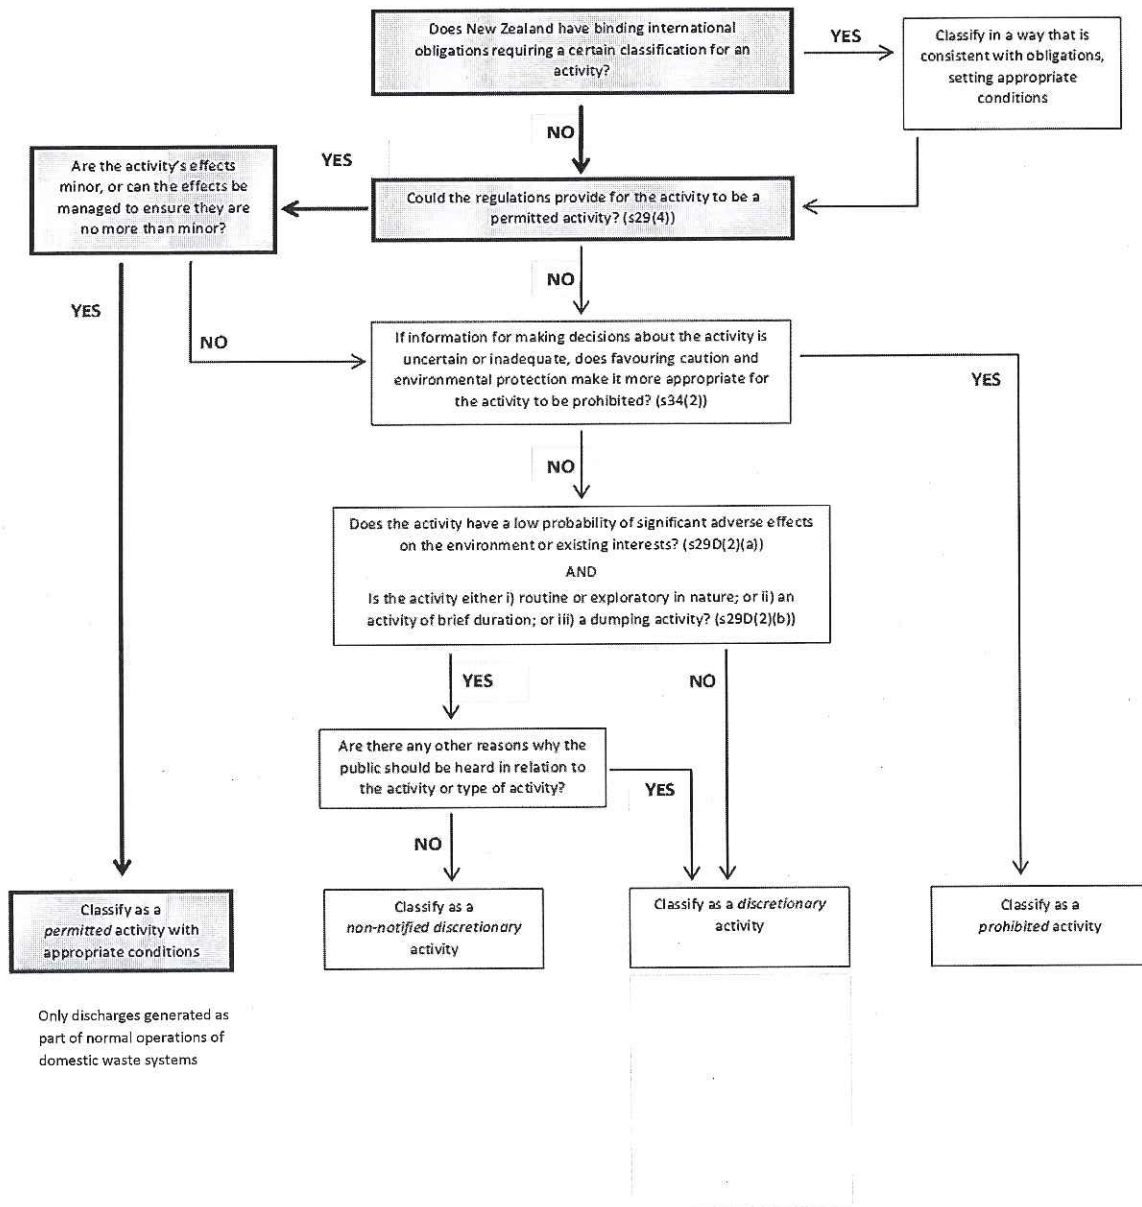 Does New Zealand have binding international
obligations requiring a certain classification for an
activity?
YES
Classify in a way that is
consistent with obligations,
setting appropriate
conditions
NO
YES
Are the activity's effects
minor, or can the effects be
managed to ensure they are
no more than minor?
Could the regulations provide for the activity to be a
permitted activity? (s29(4))
YES
NO
NO
If information for making decisions about the activity is
uncertain or inadequate, does favouring caution and
environmental protection make it more appropriate for
the activity to be prohibited? (s34(2))
YES
NO
Does the activity have a low probability of significant adverse effects
on the environment or existing interests? (s29D(2)(a))
AND
Is the activity either i) routine or exploratory in nature; or ii) an
activity of brief duration; or iii) a dumping activity? (s29D(2)(b))
YES
NO
Are there any other reasons why the
public should be heard in relation to
the activity or type of activity?
YES
NO
Classify as a
permitted activity with
appropriate conditions
Classify as a
non-notified discretionary
activity
Classify as a discretionary
activity
Classify as a
prohibited activity
Only discharges generated as
part of normal operations of
domestic waste systems